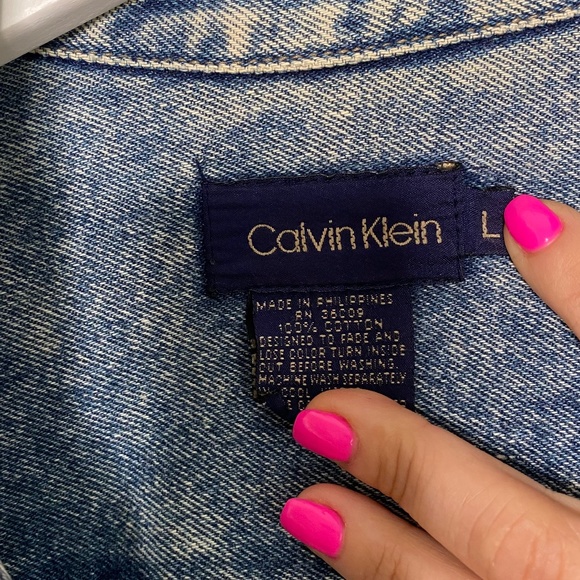 Calvin Klein
L
MADE IN PHILIPPINES
RN 36009
100% COTTON
DESIGNED TO FADE AND
LOSE COLOR TURN INSIDE
OUT BEFORE WASHING.
MACHINE WASH SEPARATELY